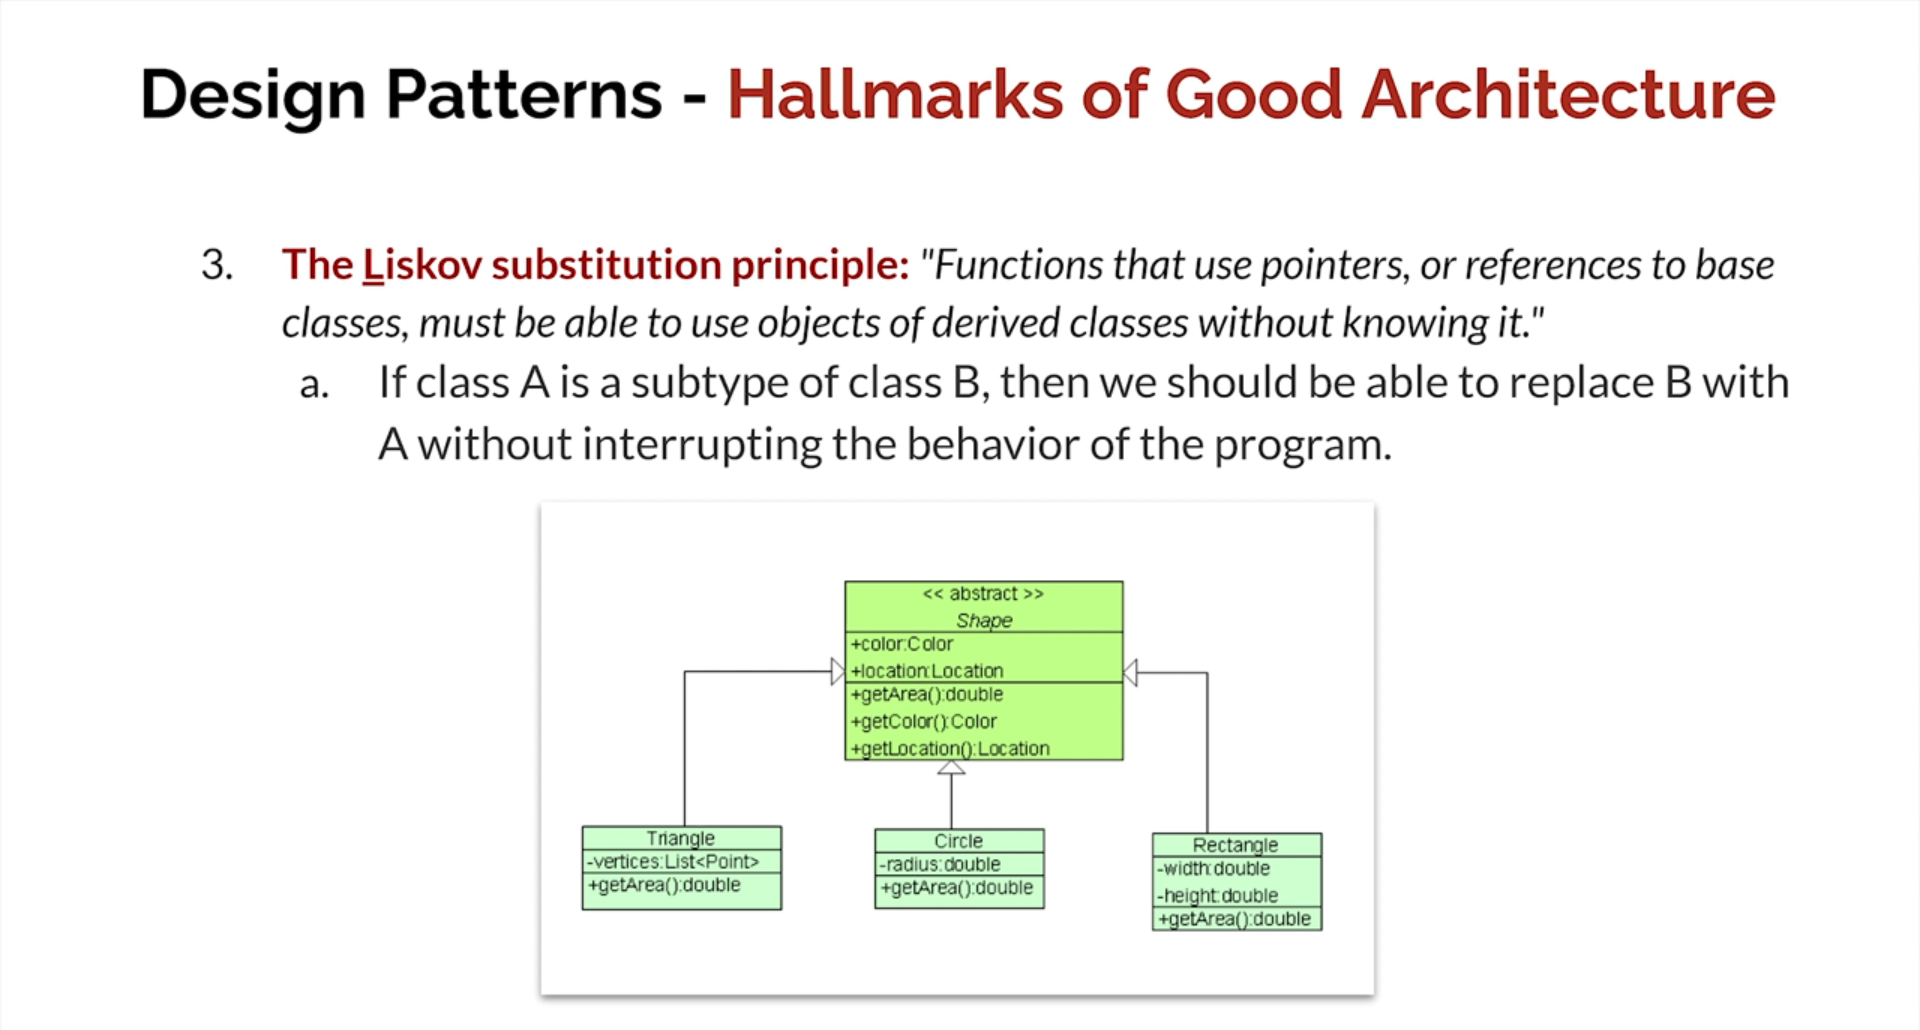 Design Patterns - Hallmarks of Good Architecture
3. The Liskov substitution principle: "Functions that use pointers, or references to base
classes, must be able to use objects of derived classes without knowing it."
a. If class A is a subtype of class B, then we should be able to replace B with
A without interrupting the behavior of the program.
<< abstract >>
Shape
+color:Color
+location:Location
+getArea():double
+getColor():Color
+getLocation():Location
Triangle
-vertices:List<Point>
+getArea():double
Circle
-radius:double
+getArea():double
Rectangle
-width:double
-height:double
+getArea():double